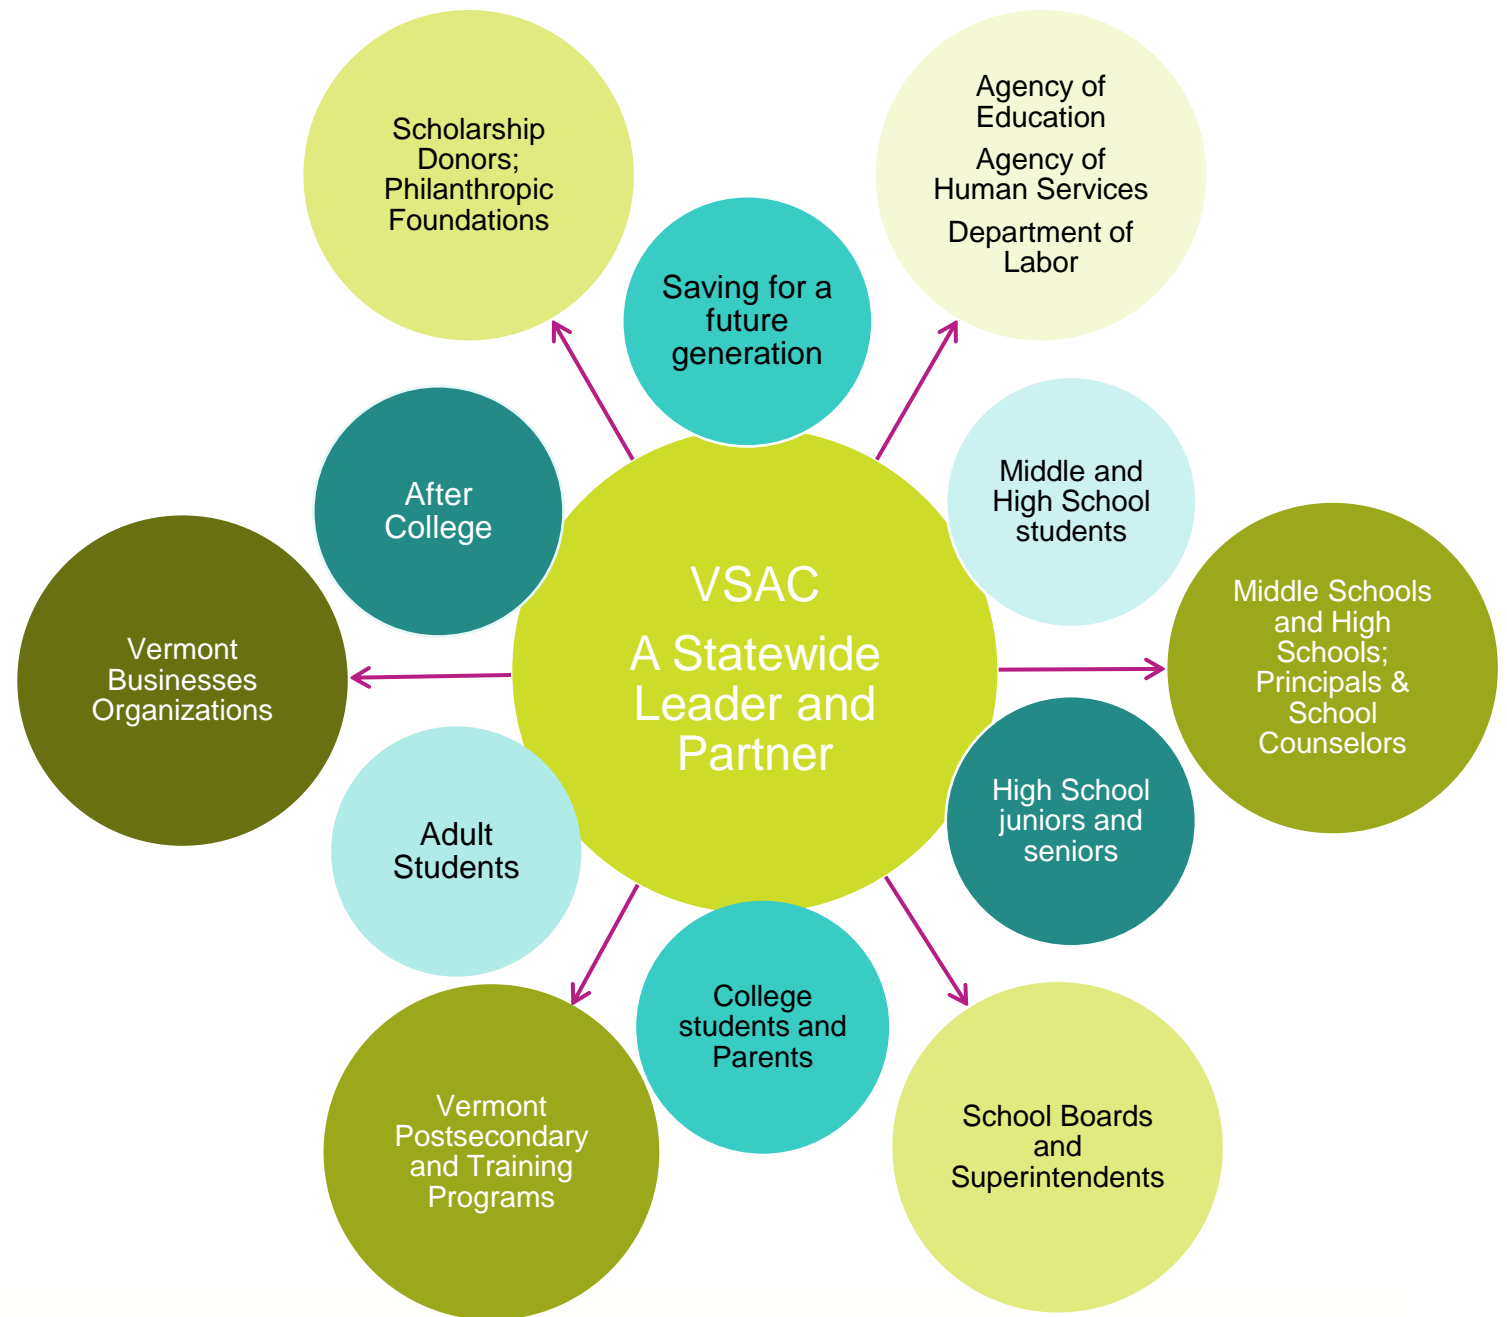 Scholarship
Donors;
Philanthropic
Foundations
Agency of
Education
Agency of
Human Services
Department of
Labor
Saving for a
future
generation
After
College
Middle and
High School
students
VSAC
A Statewide
Leader and
Partner
Vermont
Businesses
Organizations
Middle Schools
and High
Schools;
Principals &
School
Counselors
Adult
Students
High School
juniors and
seniors
College
students and
Parents
Vermont
Postsecondary
and Training
Programs
School Boards
and
Superintendents